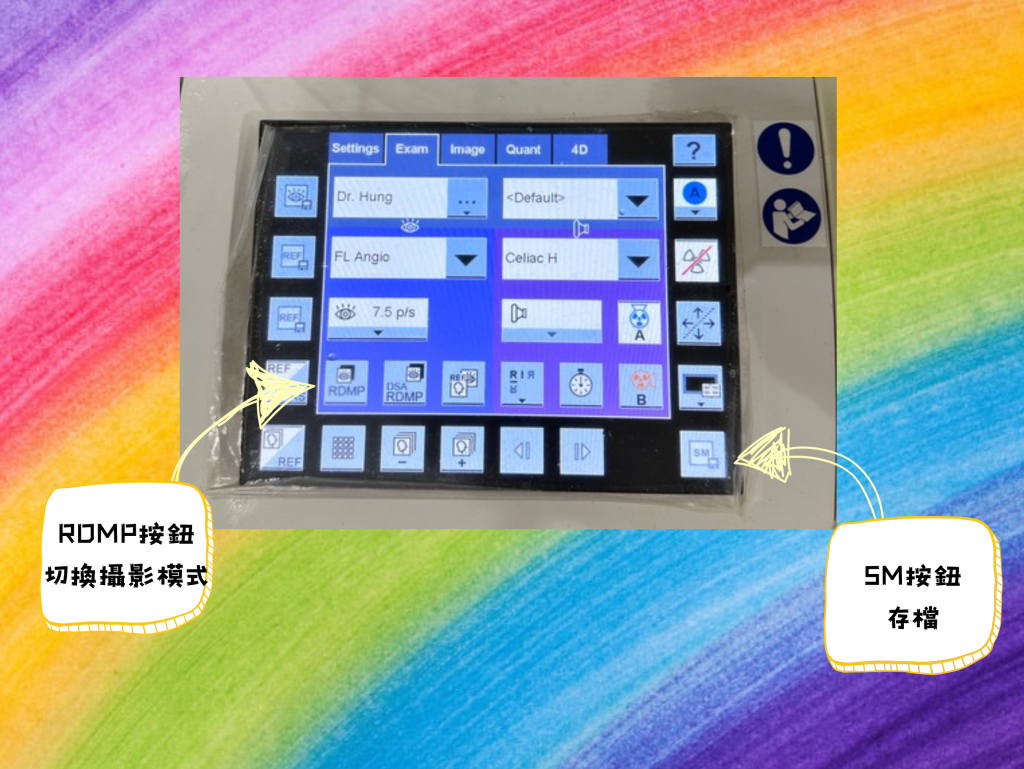 Settings Exam Image Quant 4D
?
Dr. Hung ... <Default>
A
REF
FL Angio Celiac H
REF
7.5 p/s
A
REF
RDMP DSA RDMP REF R I R B
REF SM
RDMP按鈕
切換攝影模式
SM按鈕
存檔